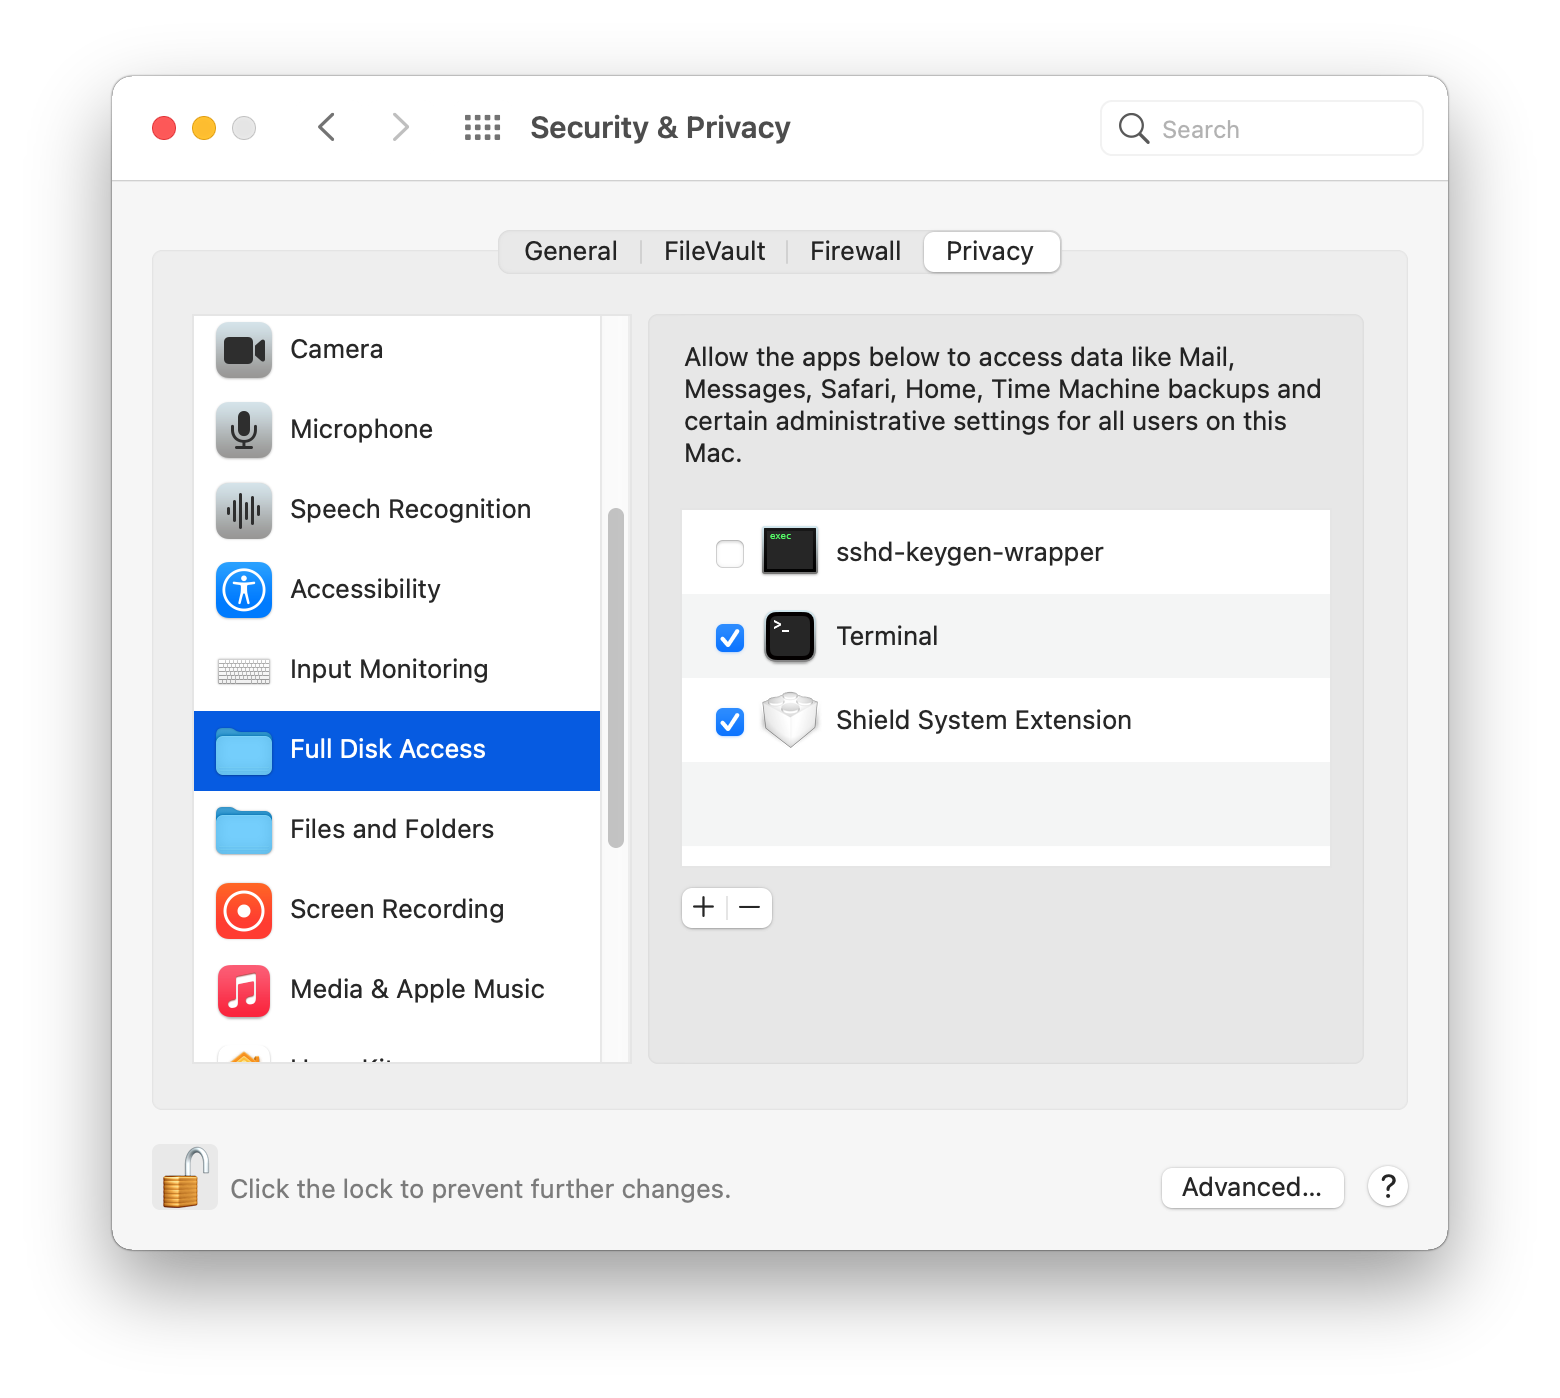 Security & Privacy
Search
General
FileVault
Firewall
Privacy
Camera
Microphone
Speech Recognition
Accessibility
Input Monitoring
Full Disk Access
Files and Folders
Screen Recording
Media & Apple Music
Allow the apps below to access data like Mail,
Messages, Safari, Home, Time Machine backups and
certain administrative settings for all users on this
Mac.
exec
sshd-keygen-wrapper
>_
Terminal
Shield System Extension
+
−
Click the lock to prevent further changes.
Advanced...
?